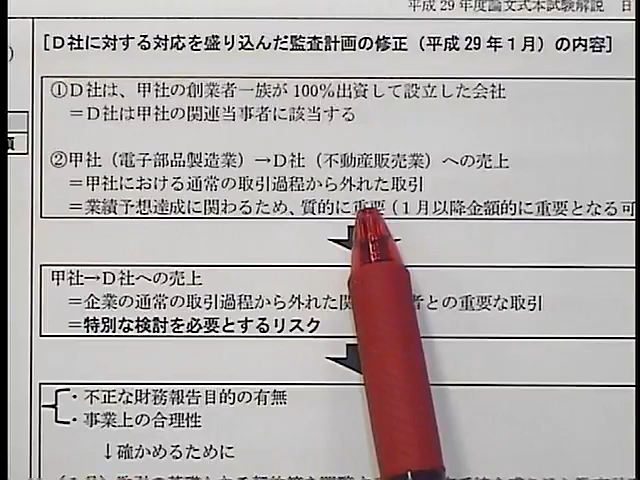 平成 29 年度論文式本試験解説 日
[D社に対する対応を盛り込んだ監査計画の修正（平成 29 年 1 月）の内容]
①D社は、甲社の創業者一族が 100％出資して設立した会社
＝D社は甲社の関連当事者に該当する
②甲社（電子部品製造業）→D社（不動産販売業）への売上
＝甲社における通常の取引過程から外れた取引
＝業績予想達成に関わるため、質的に重要（1 月以降金額的に重要となる可
甲社→D社への売上
＝企業の通常の取引過程から外れた関 者との重要な取引
＝特別な検討を必要とするリスク
・不正な財務報告目的の有無
・事業上の合理性
↓確かめるために